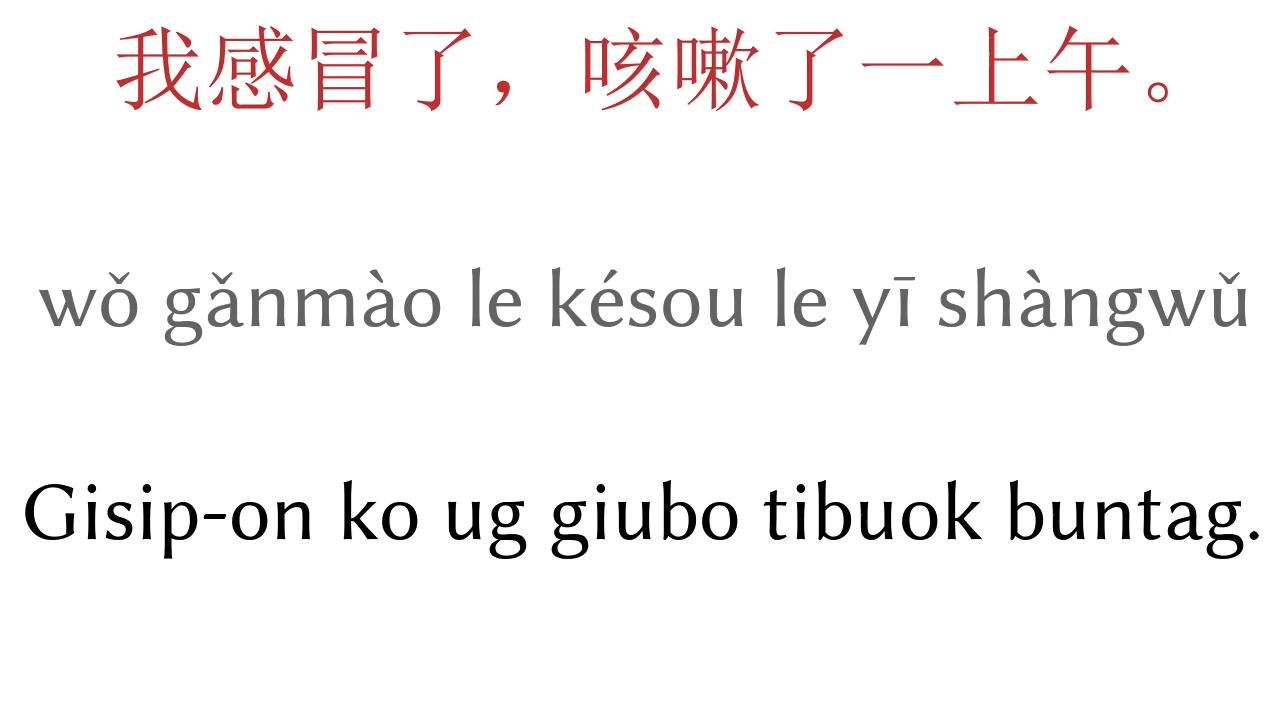 我感冒了，咳嗽了一上午。
wǒ gǎnmào le késou le yī shàngwǔ
Gisip-on ko ug giubo tibuok buntag.